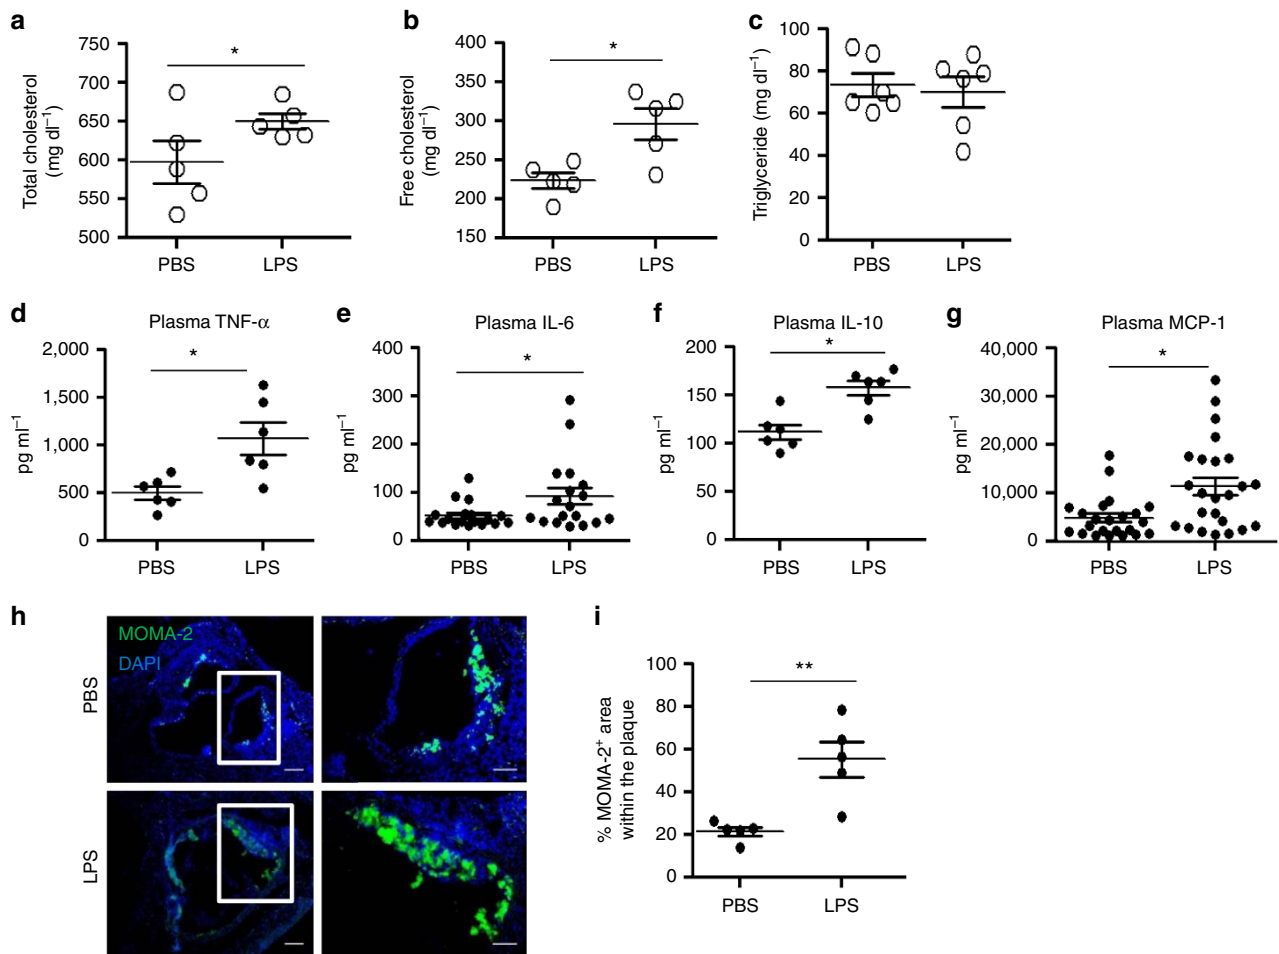 a
Total cholesterol
(mg dl⁻¹)
750
700
650
600
550
500
*
PBS
LPS
b
Free cholesterol
(mg dl⁻¹)
400
350
300
250
200
150
*
PBS
LPS
c
Triglyceride (mg dl⁻¹)
100
80
60
40
20
0
PBS
LPS
d
Plasma TNF-α
pg ml⁻¹
2,000
1,500
1,000
500
0
*
PBS
LPS
e
Plasma IL-6
pg ml⁻¹
400
300
200
100
0
*
PBS
LPS
f
Plasma IL-10
pg ml⁻¹
200
150
100
50
0
*
PBS
LPS
g
Plasma MCP-1
pg ml⁻¹
40,000
30,000
20,000
10,000
0
*
PBS
LPS
h
MOMA-2
DAPI
PBS
LPS
i
% MOMA-2⁺ area
within the plaque
100
80
60
40
20
0
**
PBS
LPS